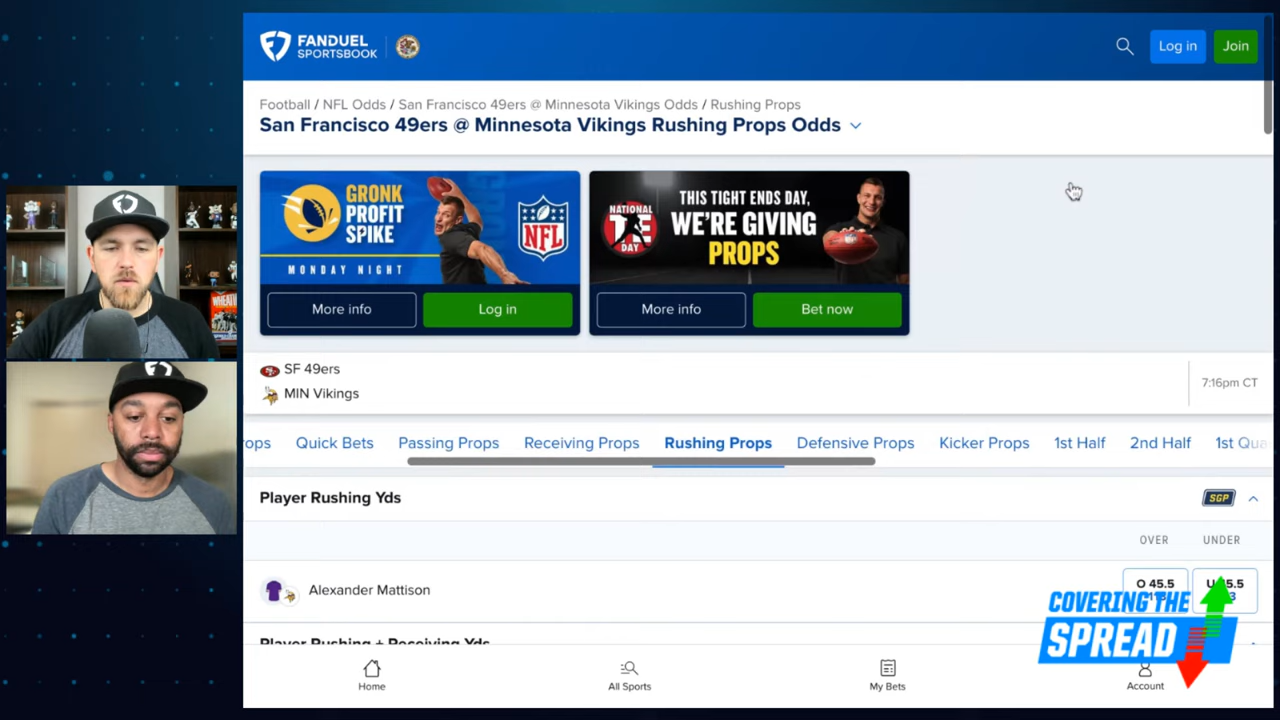 FANDUEL
SPORTSBOOK
Log in
Join
Football / NFL Odds / San Francisco 49ers @ Minnesota Vikings Odds / Rushing Props
San Francisco 49ers @ Minnesota Vikings Rushing Props Odds
GRONK
PROFIT
SPIKE
NFL
MONDAY NIGHT
More info
Log in
NATIONAL
TE
DAY
THIS TIGHT ENDS DAY,
WE'RE GIVING
PROPS
More info
Bet now
SF 49ers
MIN Vikings
7:16pm CT
ops
Quick Bets
Passing Props
Receiving Props
Rushing Props
Defensive Props
Kicker Props
1st Half
2nd Half
1st Qua
Player Rushing Yds
SGP
OVER
UNDER
Alexander Mattison
O 45.5
Player Rushing + Receiving Yds
COVERING THE
SPREAD
Home
All Sports
My Bets
Account